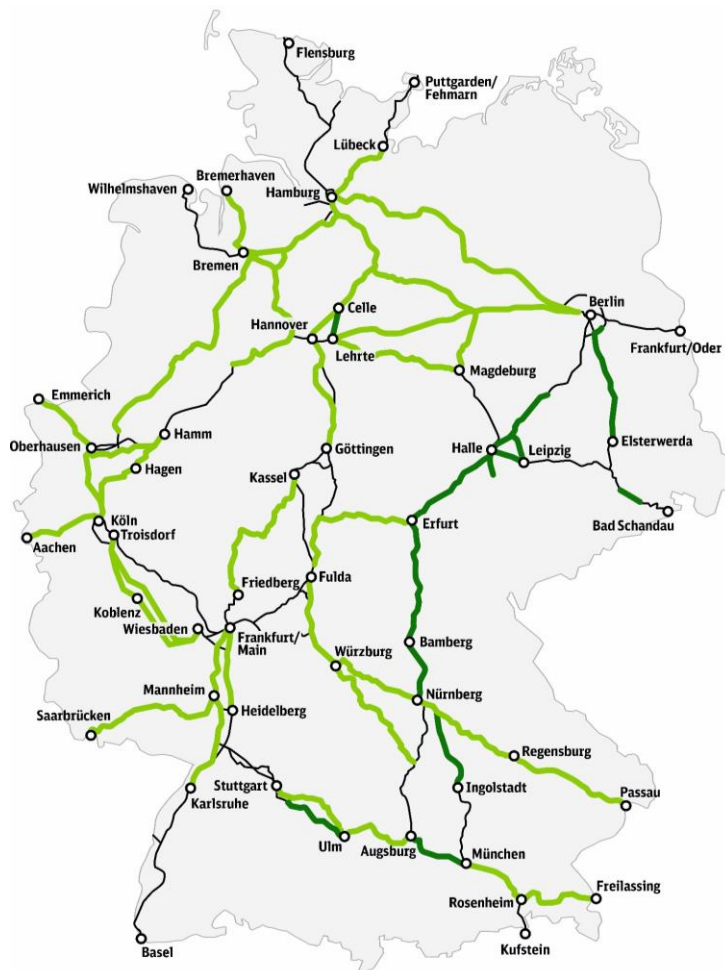 Flensburg
Puttgarden/
Fehmarn
Lübeck
Bremerhaven
Wilhelmshaven
Hamburg
Bremen
Celle
Berlin
Hannover
Lehrte
Frankfurt/Oder
Magdeburg
Emmerich
Hamm
Oberhausen
Göttingen
Halle
Elsterwerda
Leipzig
Hagen
Kassel
Köln
Troisdorf
Erfurt
Bad Schandau
Aachen
Fulda
Friedberg
Koblenz
Wiesbaden
Frankfurt/
Main
Bamberg
Würzburg
Mannheim
Nürnberg
Saarbrücken
Heidelberg
Regensburg
Stuttgart
Ingolstadt
Karlsruhe
Passau
Ulm
Augsburg
München
Freilassing
Rosenheim
Basel
Kufstein